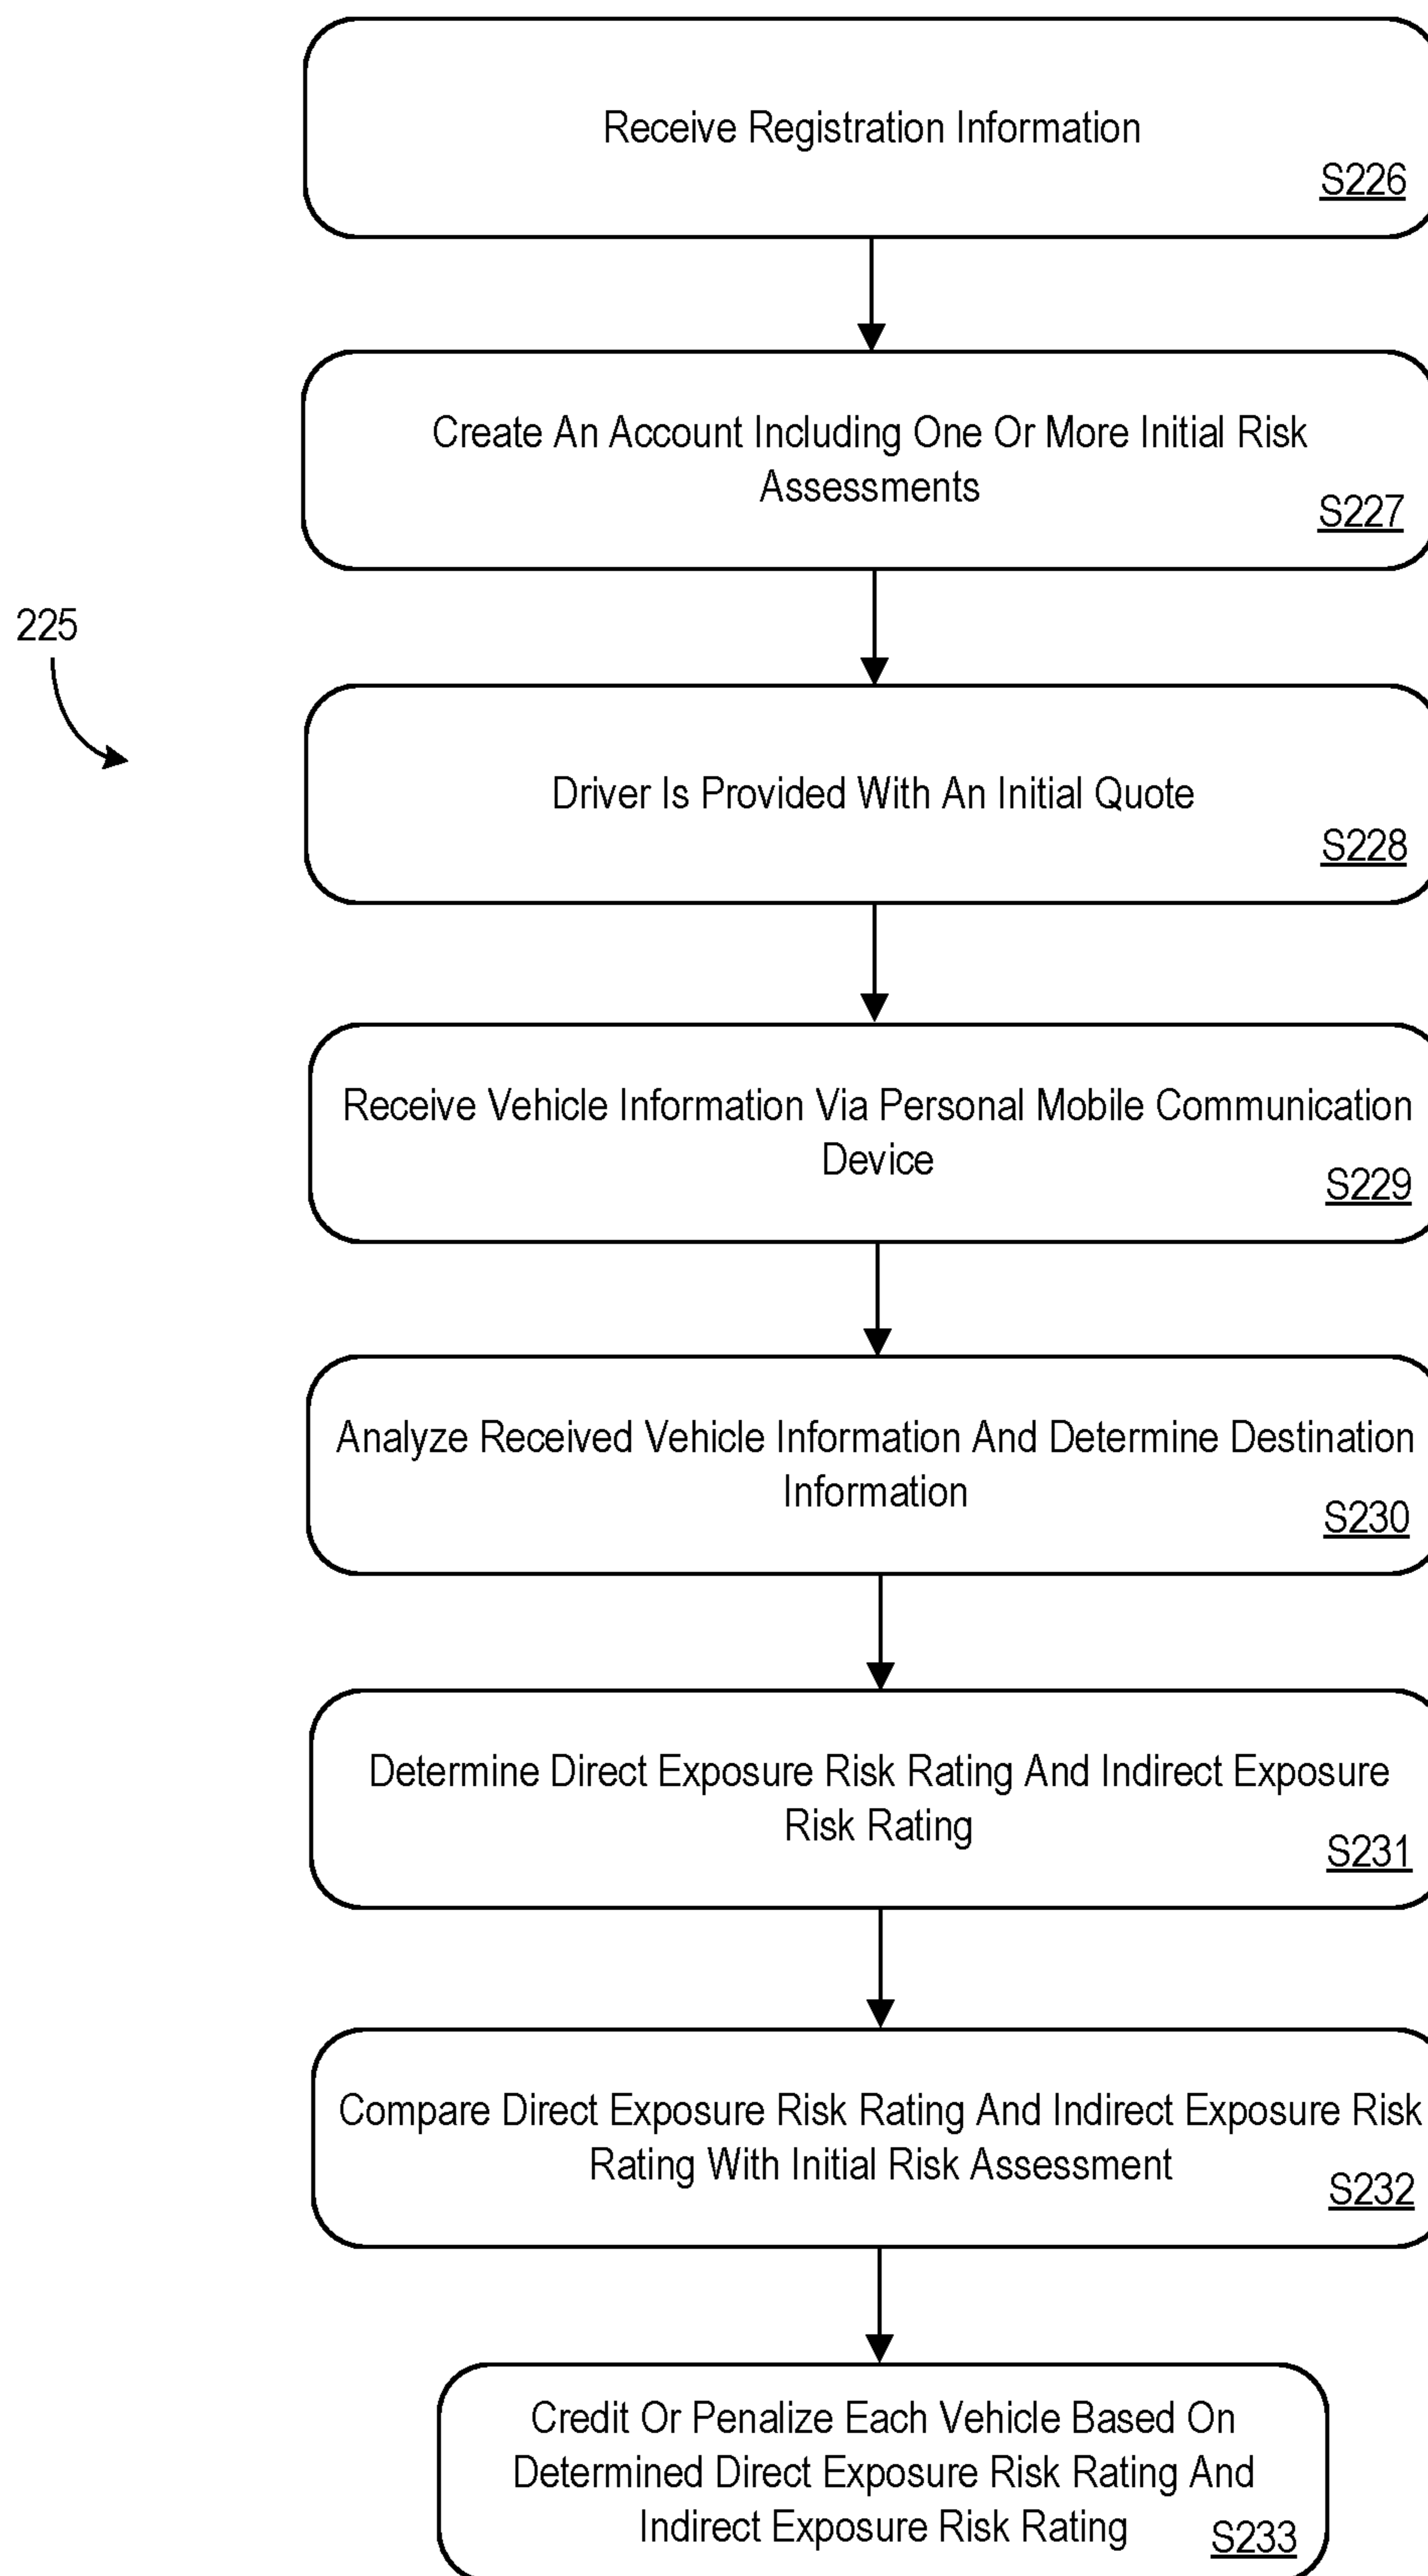 Receive Registration Information
S226
Create An Account Including One Or More Initial Risk
Assessments
S227
225
Driver Is Provided With An Initial Quote
S228
Receive Vehicle Information Via Personal Mobile Communication
Device
S229
Analyze Received Vehicle Information And Determine Destination
Information
S230
Determine Direct Exposure Risk Rating And Indirect Exposure
Risk Rating
S231
Compare Direct Exposure Risk Rating And Indirect Exposure Risk
Rating With Initial Risk Assessment
S232
Credit Or Penalize Each Vehicle Based On
Determined Direct Exposure Risk Rating And
Indirect Exposure Risk Rating
S233